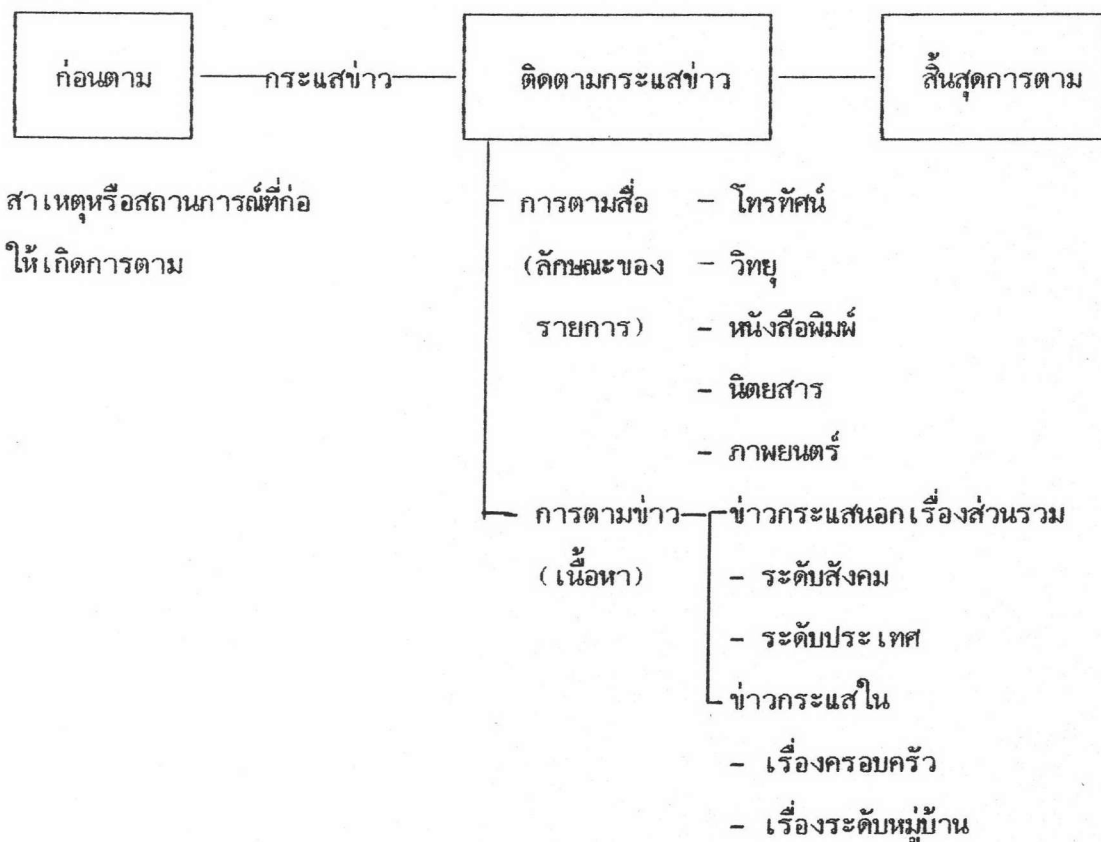 ก่อนตาม กระแสข่าว ติดตามกระแสข่าว สิ้นสุดการตาม
สาเหตุหรือสถานการณ์ที่ก่อ
ให้เกิดการตาม
- การตามสื่อ - โทรทัศน์
(ลักษณะของ - วิทยุ
รายการ) - หนังสือพิมพ์
- นิตยสาร
- ภาพยนตร์
- การตามข่าว ข่าวกระแสนอกเรื่องส่วนรวม
(เนื้อหา) - ระดับสังคม
- ระดับประเทศ
ข่าวกระแสใน
- เรื่องครอบครัว
- เรื่องระดับหมู่บ้าน